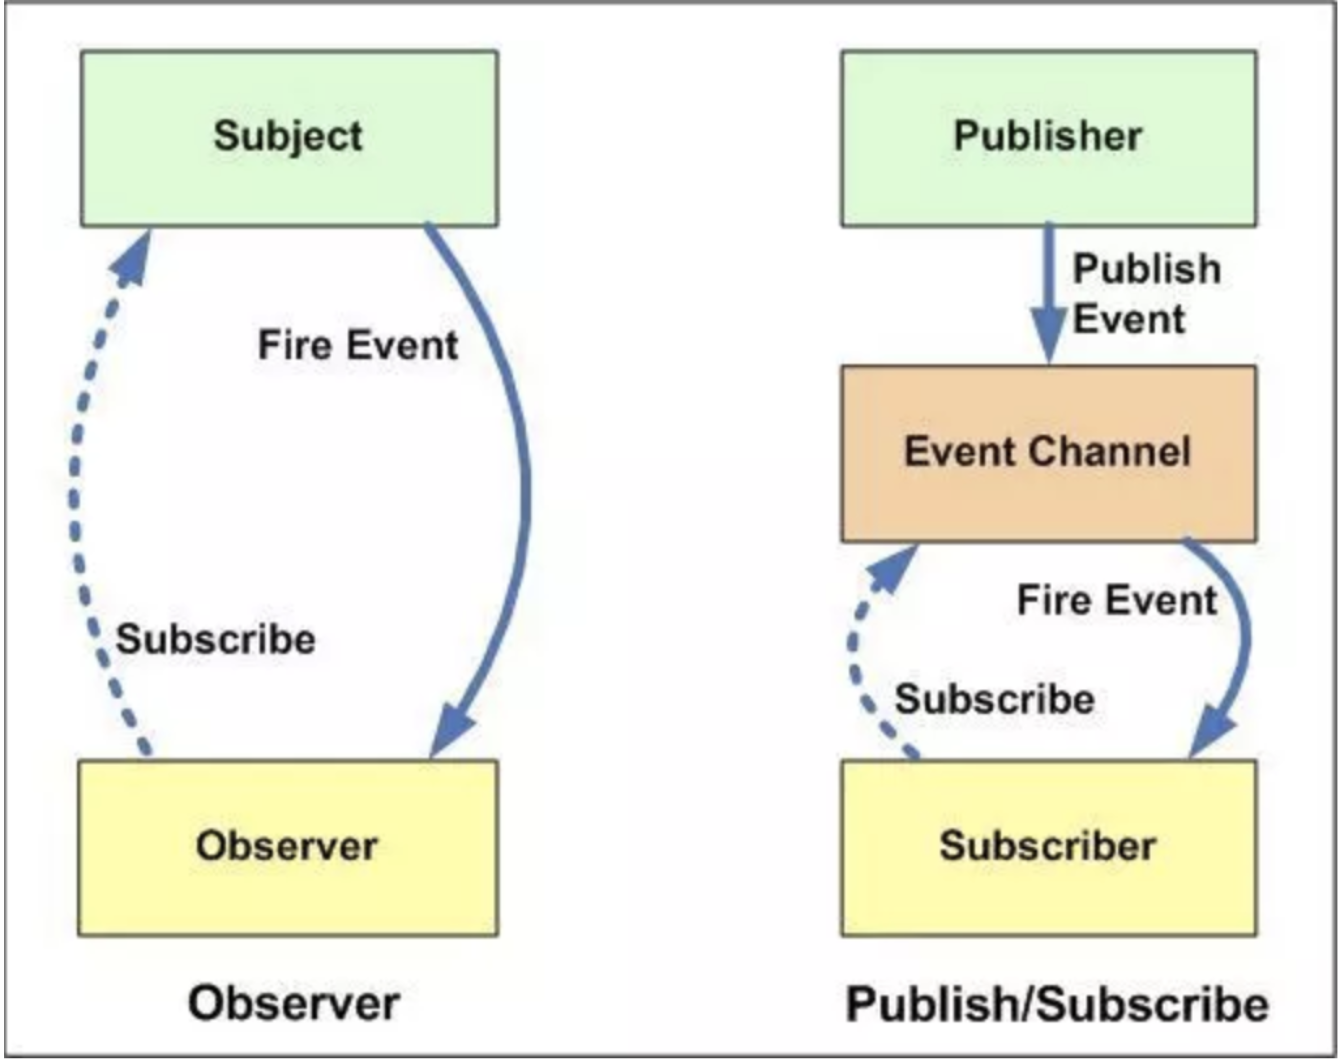 Subject
Fire Event
Subscribe
Observer
Observer
Publisher
Publish
Event
Event Channel
Fire Event
Subscribe
Subscriber
Publish/Subscribe